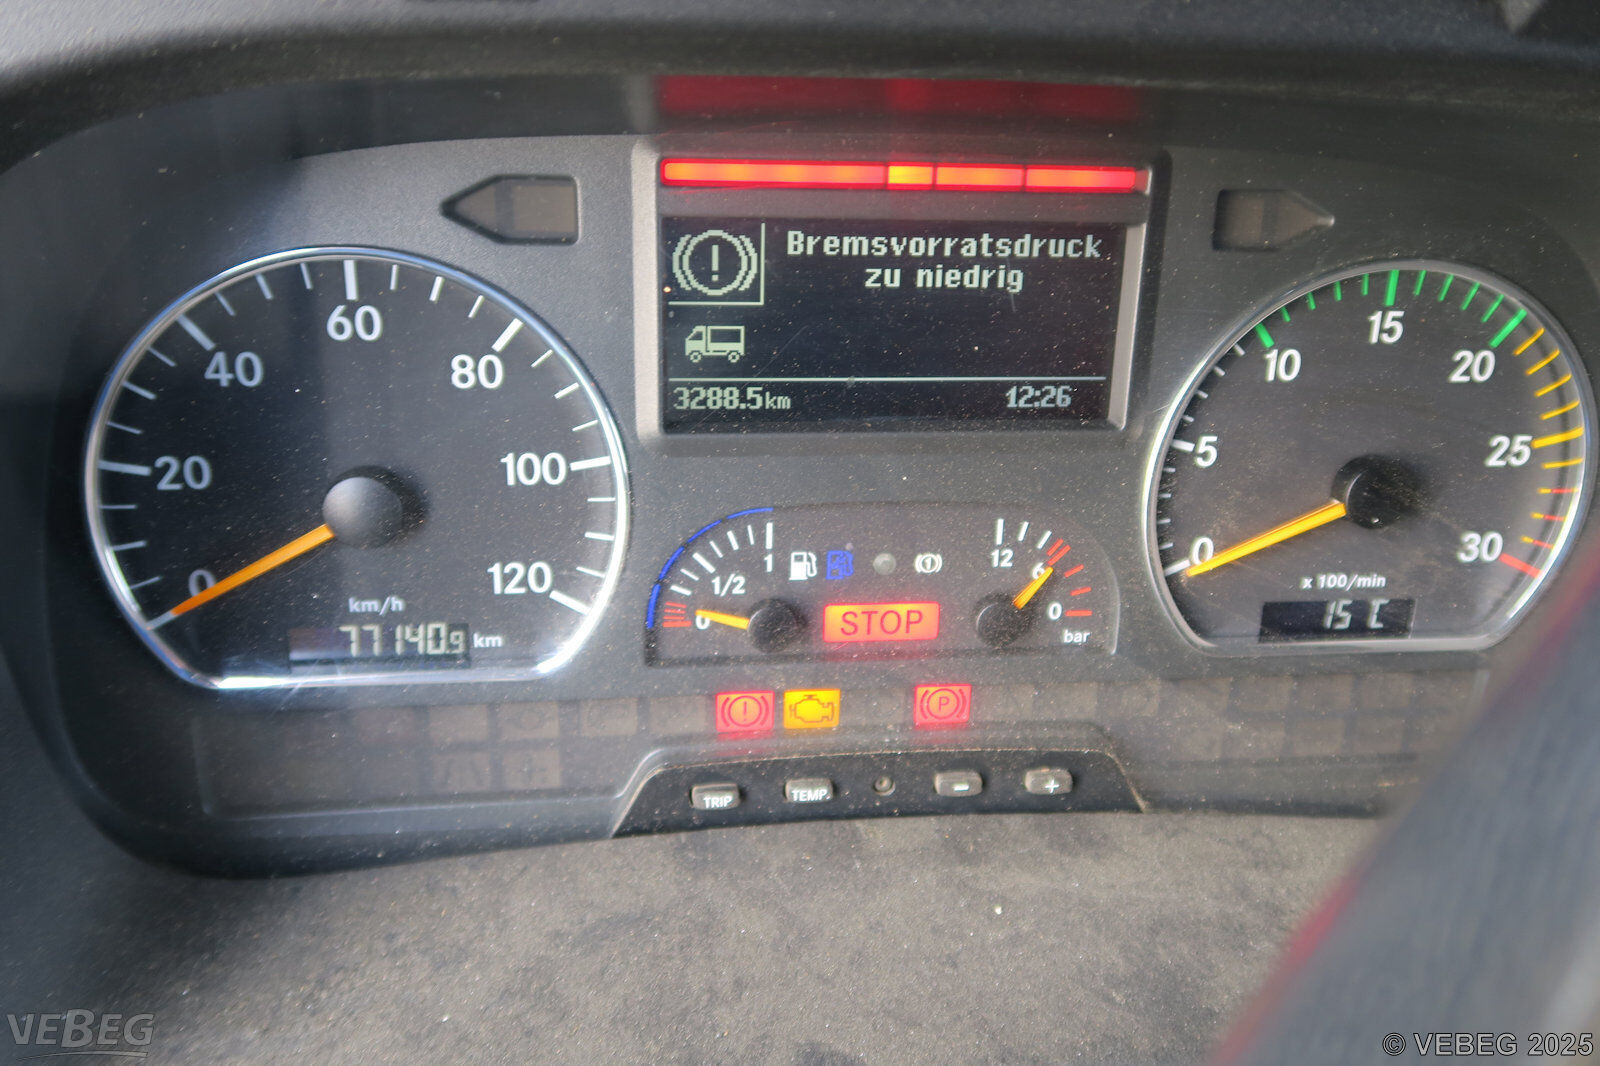 Bremsvorratsdruck
zu niedrig
3288.5km
12:26
0
20
40
60
80
100
120
km/h
77140.9 km
0
1/2
1
STOP
12
6
0
bar
0
5
10
15
20
25
30
x 100/min
15 C
P
TRIP
TEMP.
-
+
VEBEG
© VEBEG 2025